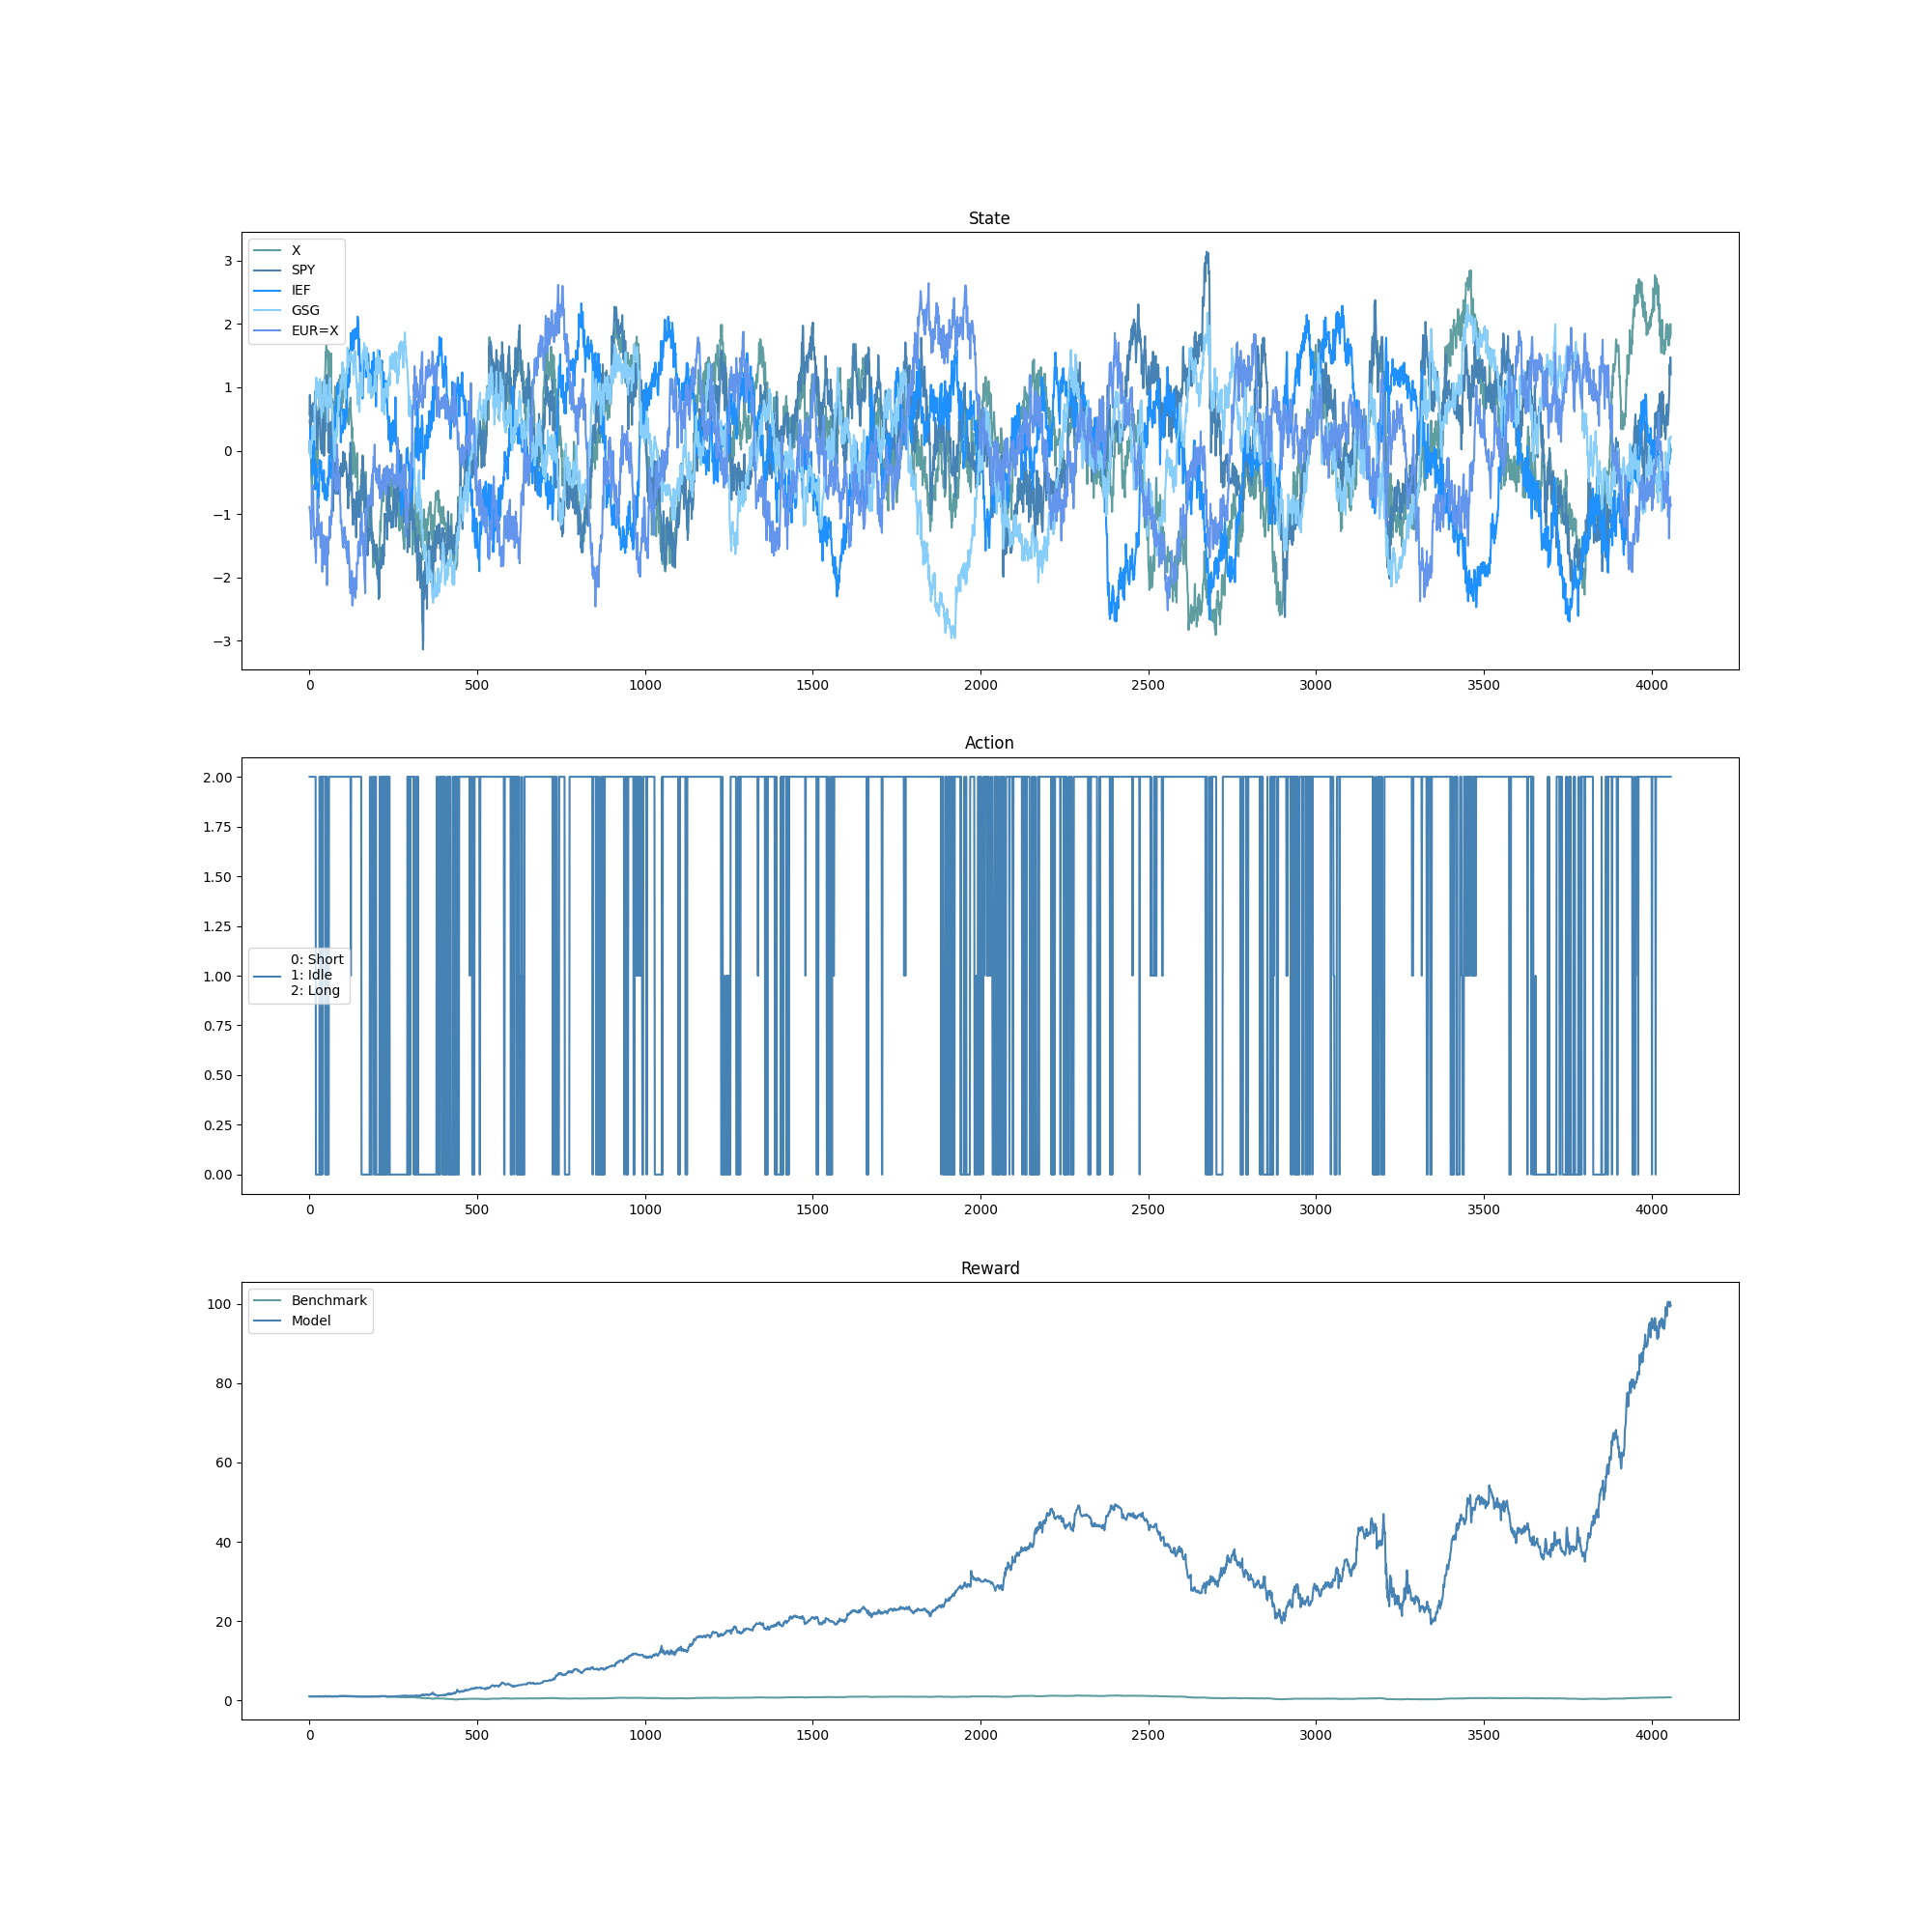 State
X
SPY
IEF
GSG
EUR=X
3
2
1
0
−1
−2
−3
0 500 1000 1500 2000 2500 3000 3500 4000
Action
2.00
1.75
1.50
1.25
1.00
0.75
0.50
0.25
0.00
0: Short
1: Idle
2: Long
0 500 1000 1500 2000 2500 3000 3500 4000
Reward
Benchmark
Model
100
80
60
40
20
0
0 500 1000 1500 2000 2500 3000 3500 4000